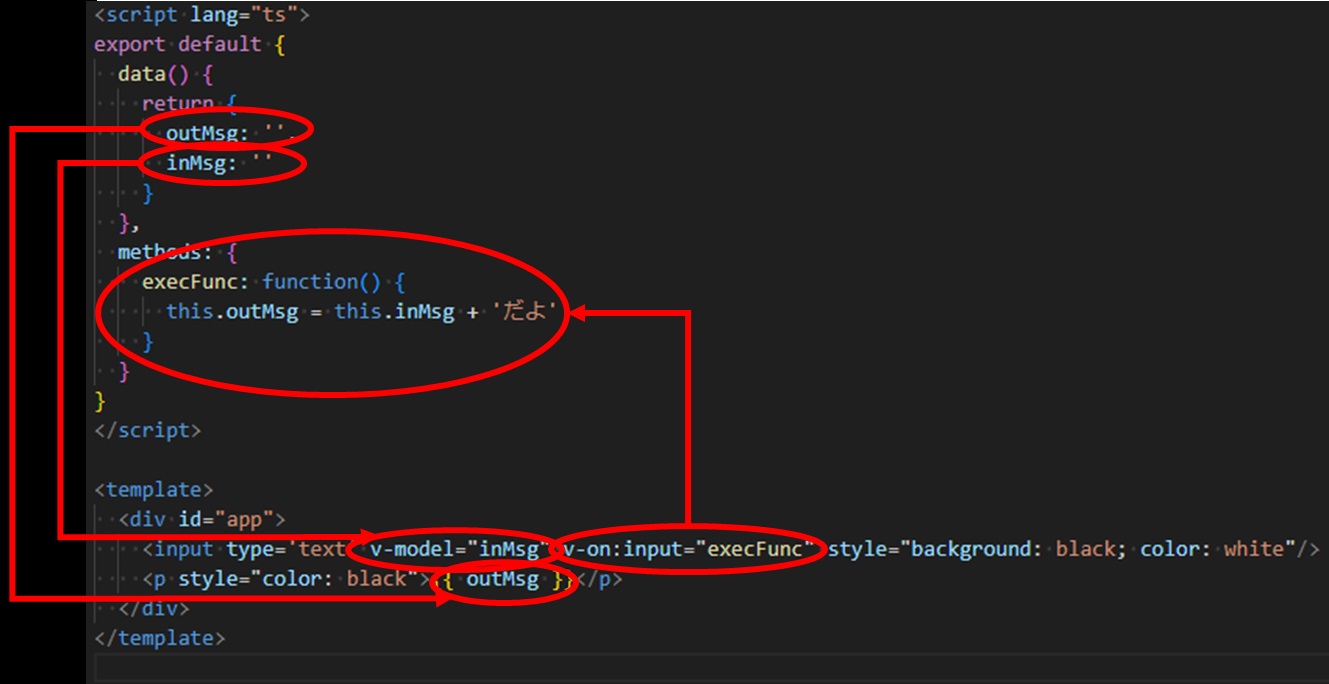 <script lang="ts">
export default {
  data() {
    return {
      outMsg: '',
      inMsg: ''
    }
  },
  methods: {
    execFunc: function() {
      this.outMsg = this.inMsg + 'だよ'
    }
  }
}
</script>

<template>
  <div id="app">
    <input type='text' v-model="inMsg" v-on:input="execFunc" style="background: black; color: white"/>
    <p style="color: black">{{ outMsg }}</p>
  </div>
</template>